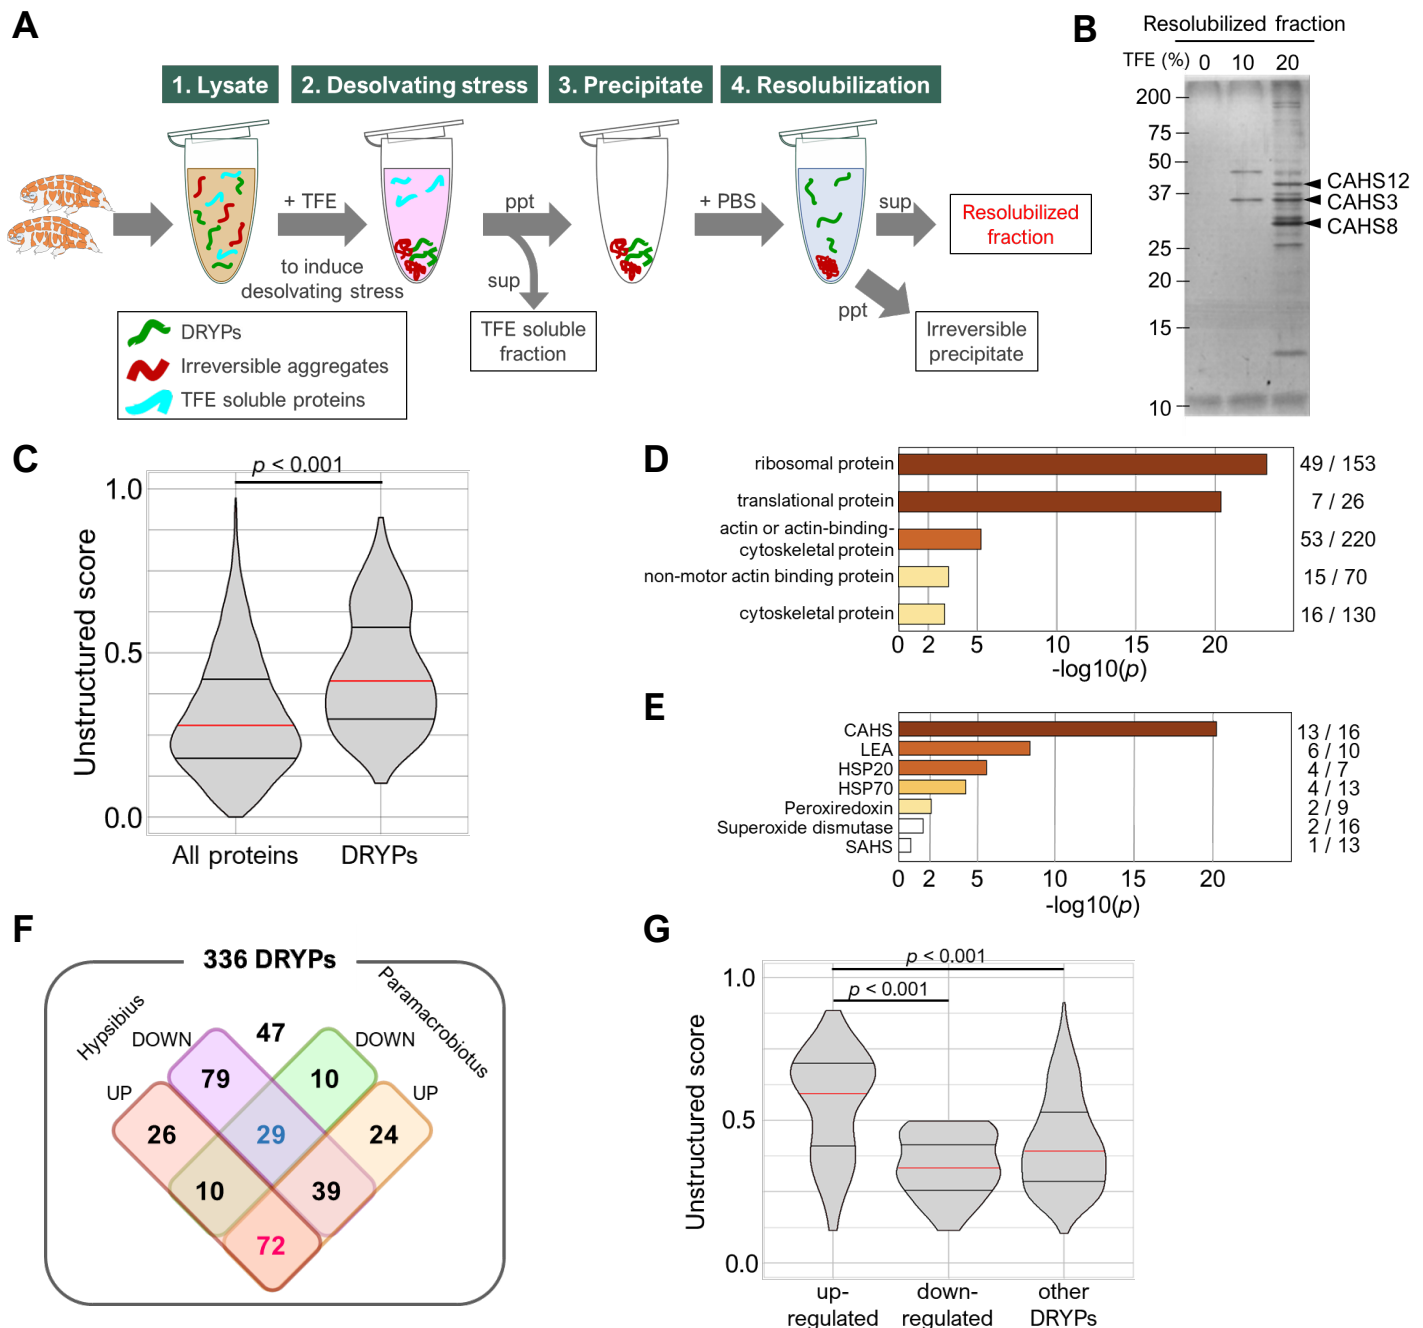 A
1. Lysate
2. Desolvating stress
3. Precipitate
4. Resolubilization
+ TFE
to induce
desolvating stress
ppt
sup
TFE soluble
fraction
+ PBS
sup
ppt
Resolubilized
fraction
Irreversible
precipitate
DRYPs
Irreversible aggregates
TFE soluble proteins
B
Resolubilized fraction
TFE (%) 0 10 20
200
75
50
37
25
20
15
10
CAHS12
CAHS3
CAHS8
C
p < 0.001
Unstructured score
1.0
0.5
0.0
All proteins
DRYPs
D
ribosomal protein 49 / 153
translational protein 7 / 26
actin or actin-binding-
cytoskeletal protein 53 / 220
non-motor actin binding protein 15 / 70
cytoskeletal protein 16 / 130
0 2 5 10 15 20
-log10(p)
E
CAHS 13 / 16
LEA 6 / 10
HSP20 4 / 7
HSP70 4 / 13
Peroxiredoxin 2 / 9
Superoxide dismutase 2 / 16
SAHS 1 / 13
0 2 5 10 15 20
-log10(p)
F
336 DRYPs
Hypsibius
Paramacrobiotus
DOWN
47
DOWN
UP
79
10
UP
26
29
24
10
39
72
G
p < 0.001
p < 0.001
Unstructured score
1.0
0.5
0.0
up-
regulated
down-
regulated
other
DRYPs